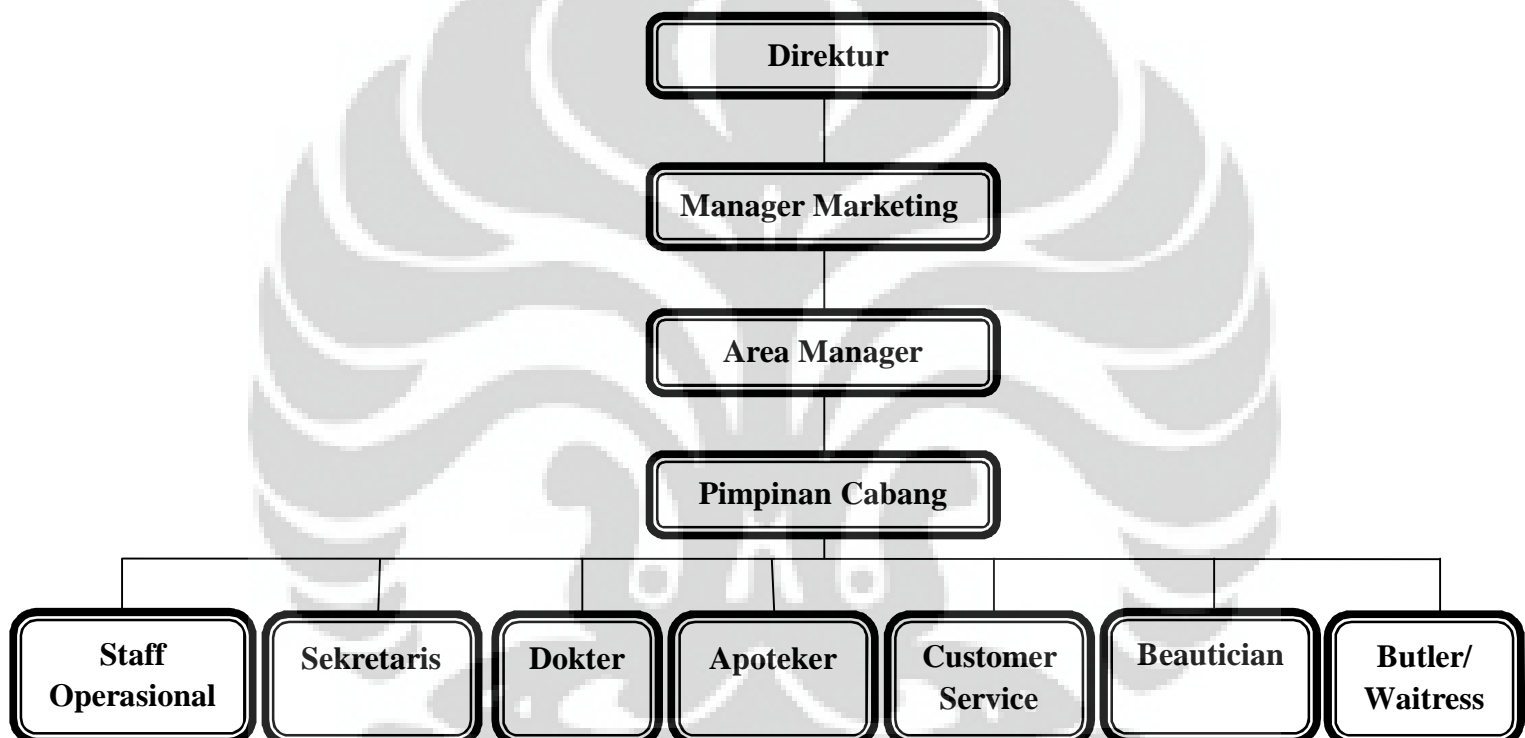 Direktur
Manager Marketing
Area Manager
Pimpinan Cabang
Staff
Operasional
Sekretaris
Dokter
Apoteker
Customer
Service
Beautician
Butler/
Waitress